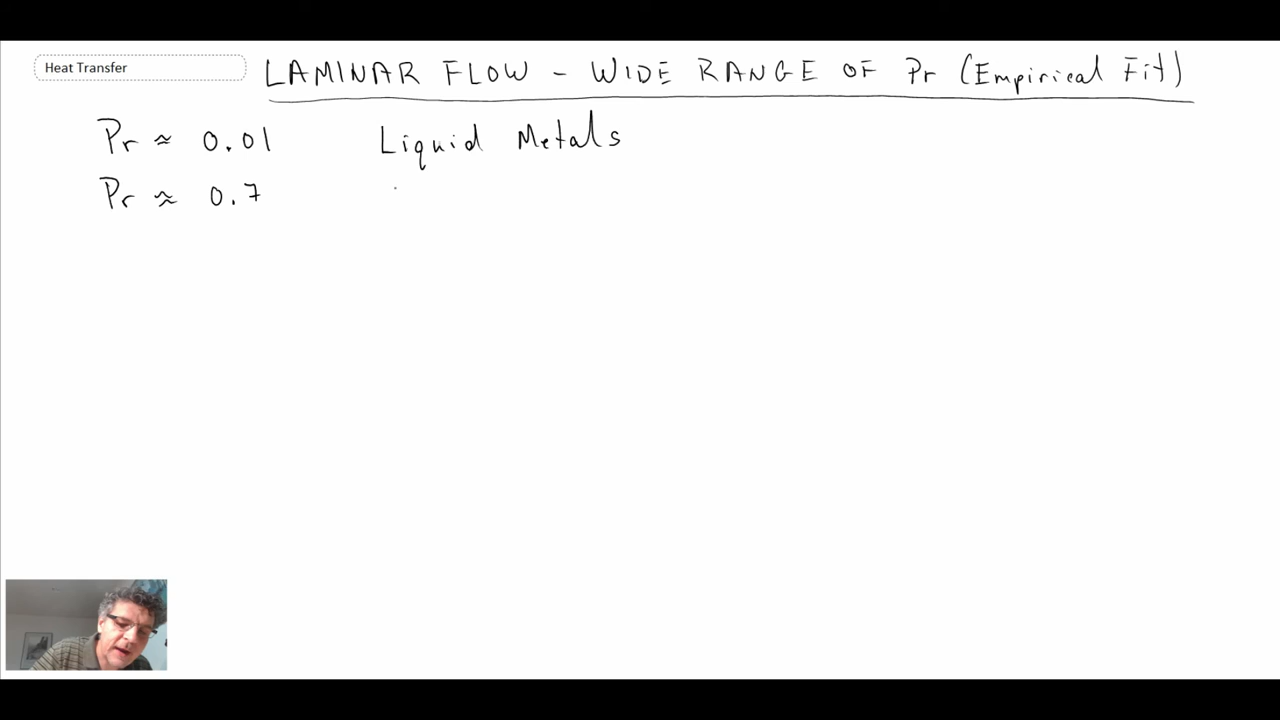 Heat Transfer
LAMINAR FLOW - WIDE RANGE OF Pr (Empirical Fit)
Pr ≈ 0.01 Liquid Metals
Pr ≈ 0.7